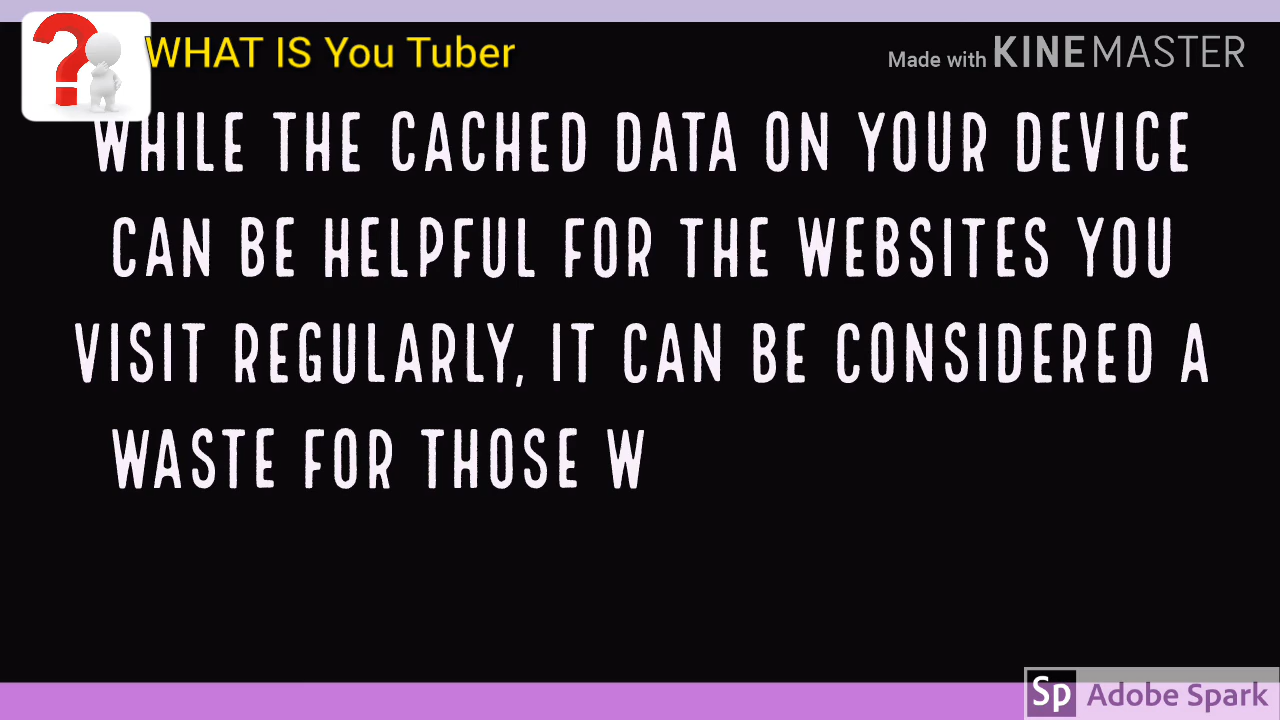 WHAT IS You Tuber
Made with KINEMASTER
WHILE THE CACHED DATA ON YOUR DEVICE
CAN BE HELPFUL FOR THE WEBSITES YOU
VISIT REGULARLY, IT CAN BE CONSIDERED A
WASTE FOR THOSE W
Sp Adobe Spark